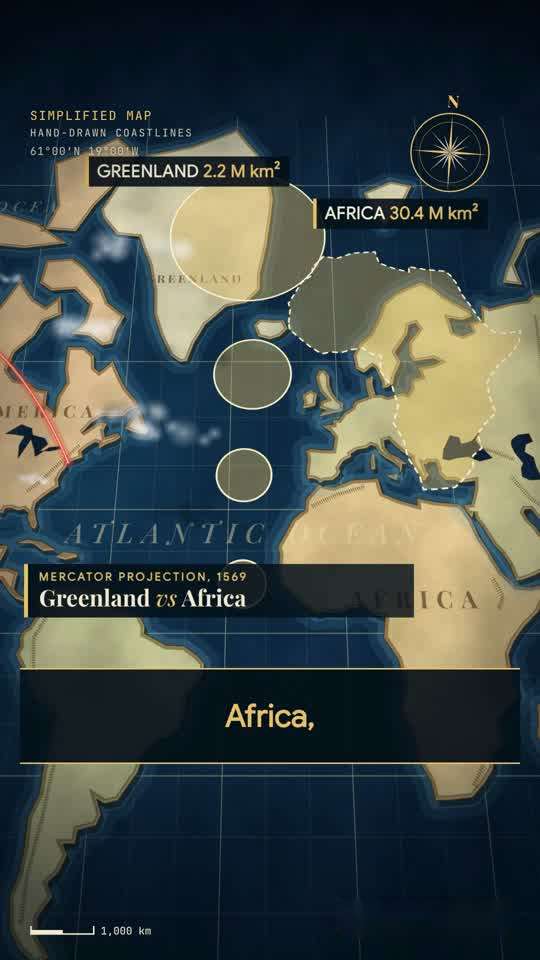 N
SIMPLIFIED MAP
HAND-DRAWN COASTLINES
61°00'N 19°00'W
GREENLAND 2.2 M km²
AFRICA 30.4 M km²
GREENLAND
ATLANTIC OCEAN
MERCATOR PROJECTION, 1569
Greenland vs Africa
AFRICA
Africa,
1,000 km